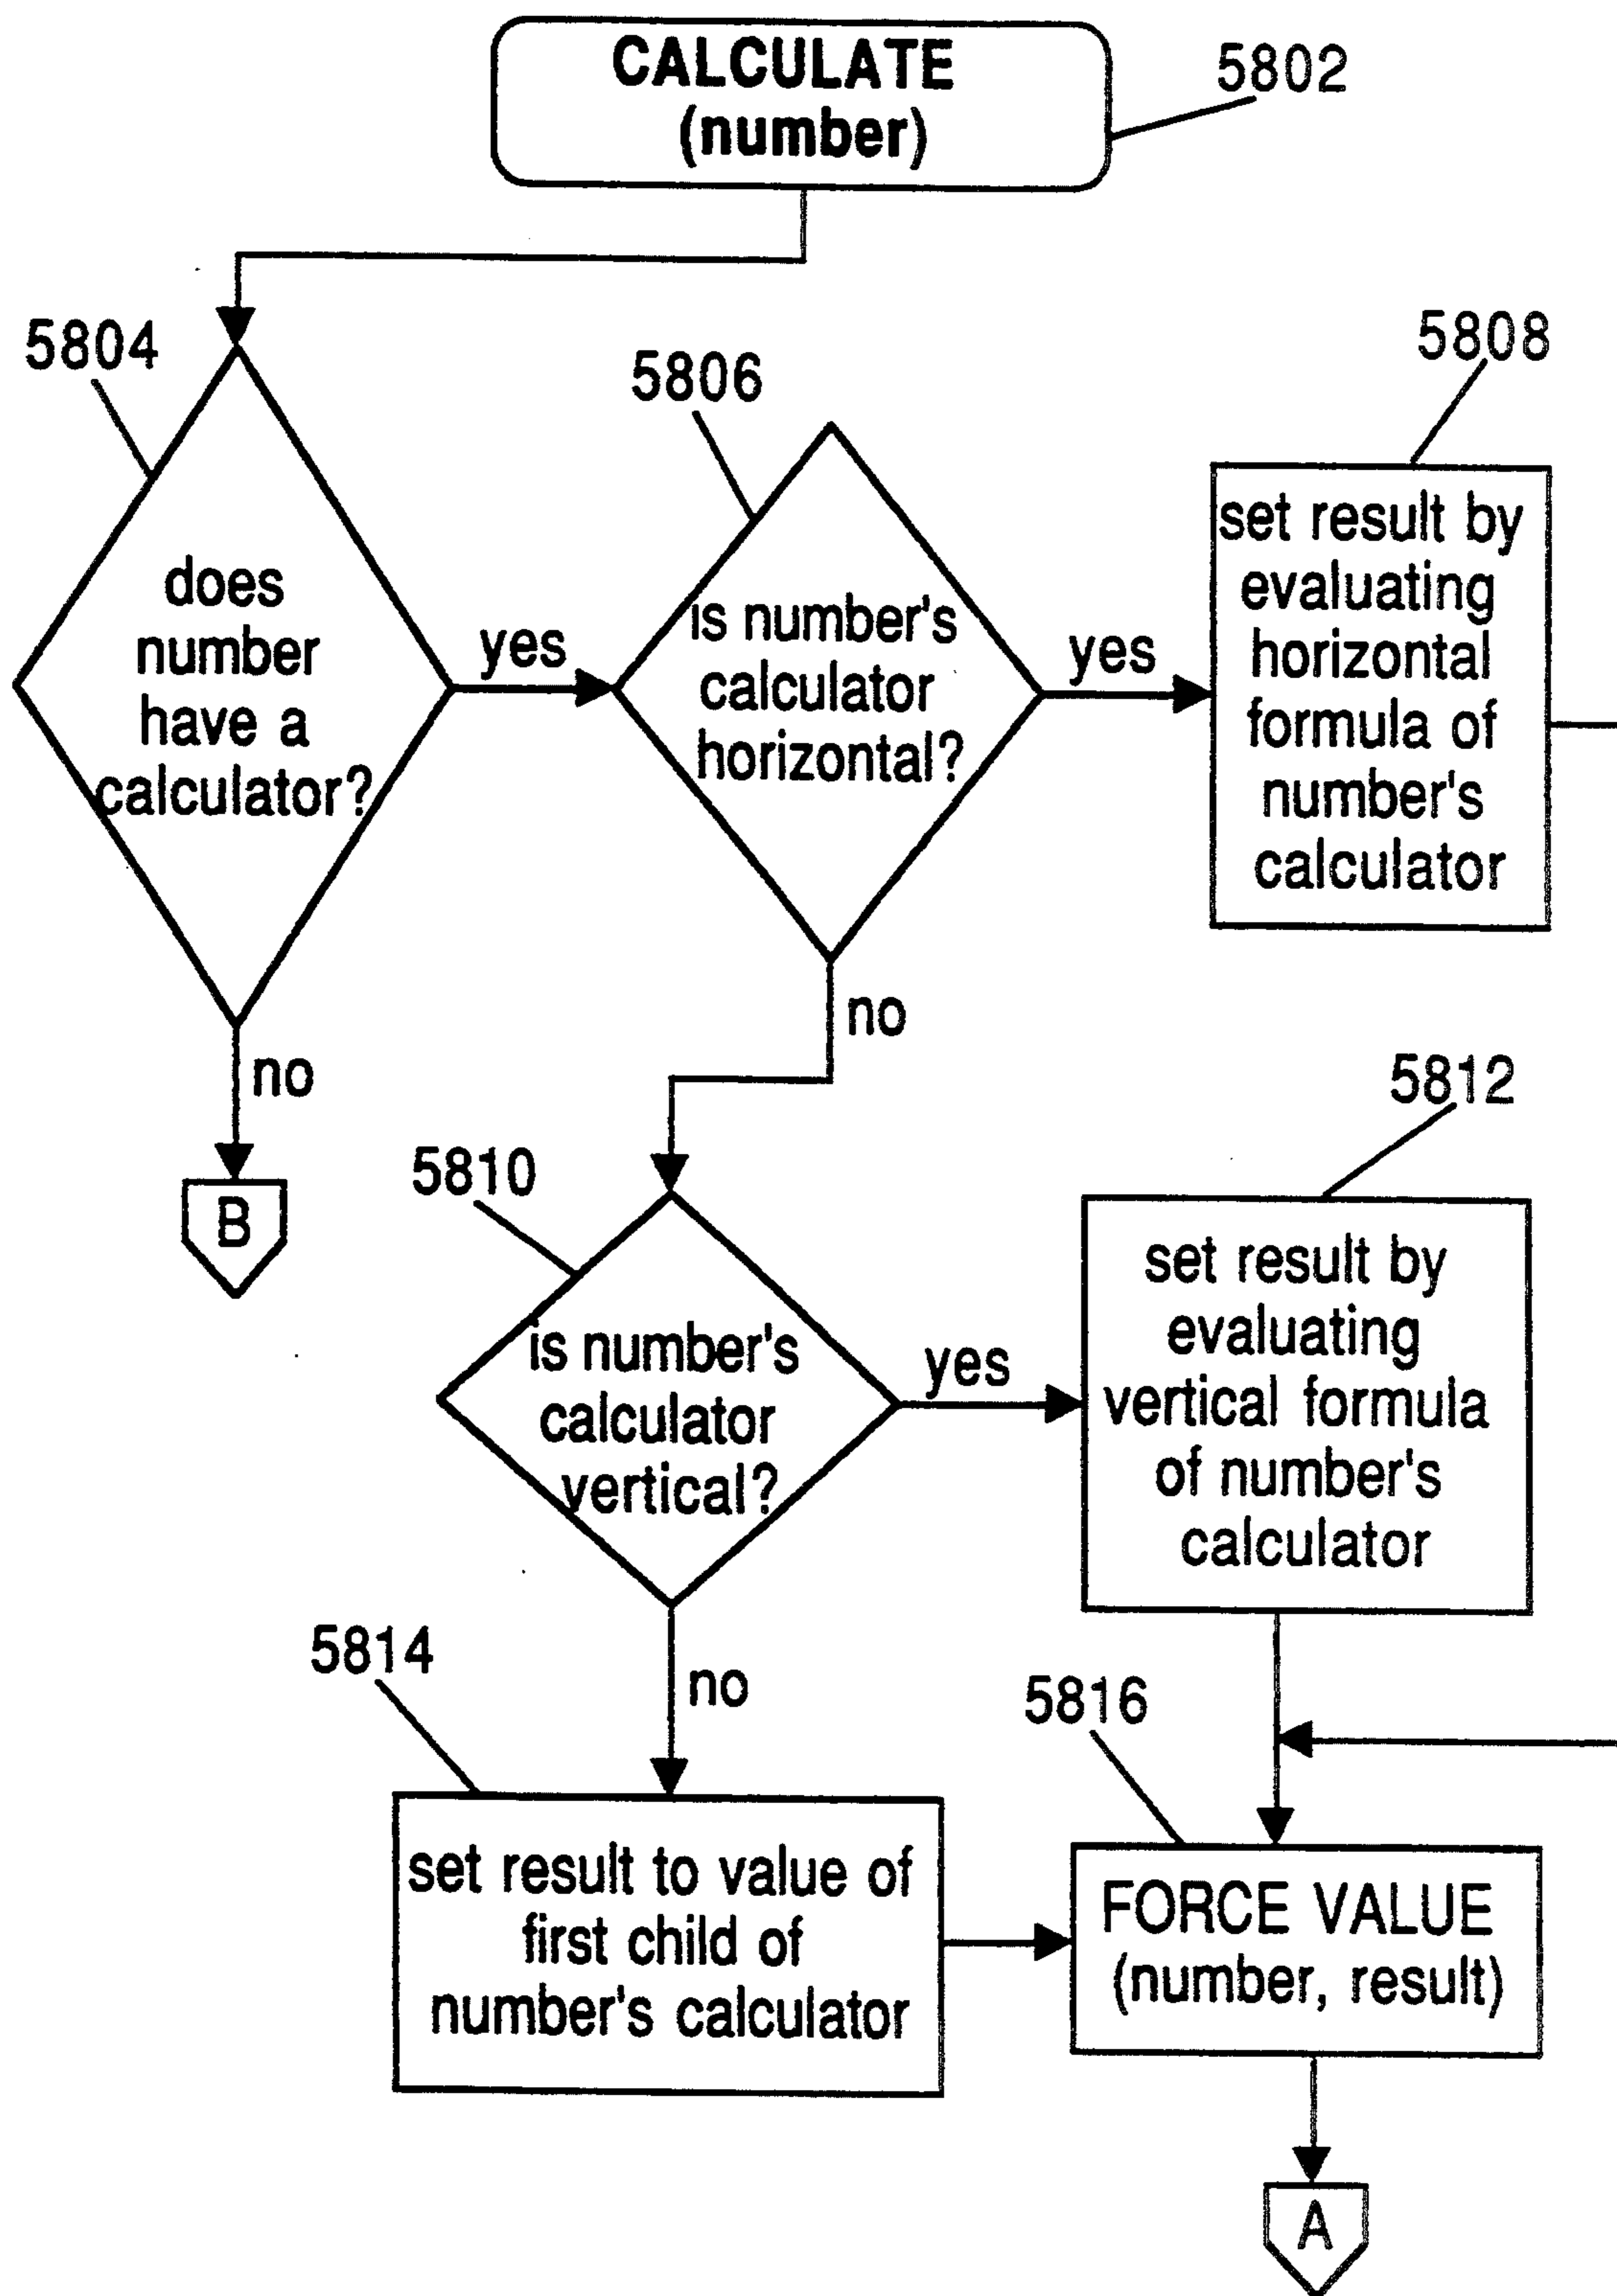 CALCULATE
(number)
5802
5804
does
number
have a
calculator?
yes
no
B
5806
is number's
calculator
horizontal?
yes
no
5808
set result by
evaluating
horizontal
formula of
number's
calculator
5810
is number's
calculator
vertical?
yes
no
5812
set result by
evaluating
vertical formula
of number's
calculator
5814
set result to value of
first child of
number's calculator
5816
FORCE VALUE
(number, result)
A